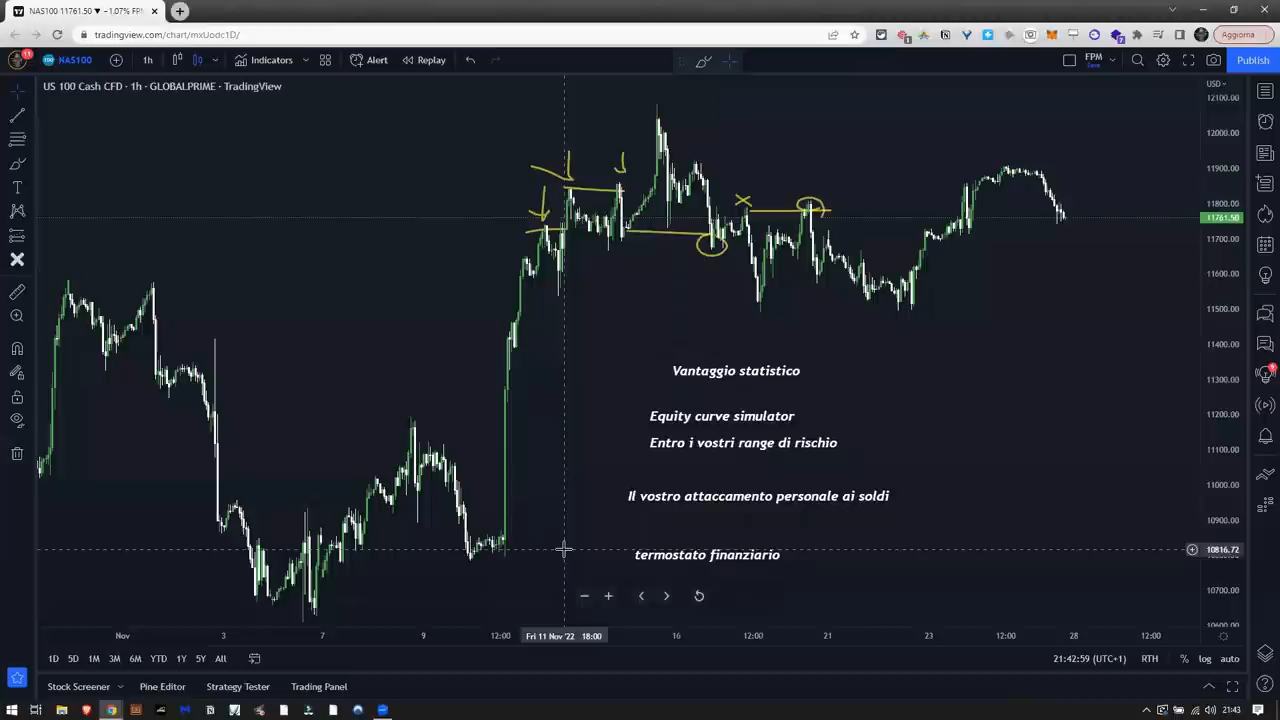 NAS100 11761.50 ▼ −1.07% FPM
tradingview.com/chart/mxUodc1D/
Aggiorna
11
NAS100
1h
Indicators
Alert
Replay
FPM
Save
Publish
US 100 Cash CFD · 1h · GLOBALPRIME · TradingView
USD
12100.00
12000.00
11900.00
11800.00
11761.50
11700.00
11600.00
11500.00
11400.00
11300.00
11200.00
11100.00
11000.00
10900.00
10816.72
10700.00
10600.00
Vantaggio statistico
Equity curve simulator
Entro i vostri range di rischio
Il vostro attaccamento personale ai soldi
termostato finanziario
Nov
3
7
9
12:00
Fri 11 Nov '22 18:00
16
12:00
21
23
12:00
28
12:00
1D 5D 1M 3M 6M YTD 1Y 5Y All
21:42:59 (UTC+1)
RTH
% log auto
Stock Screener
Pine Editor
Strategy Tester
Trading Panel
21:43